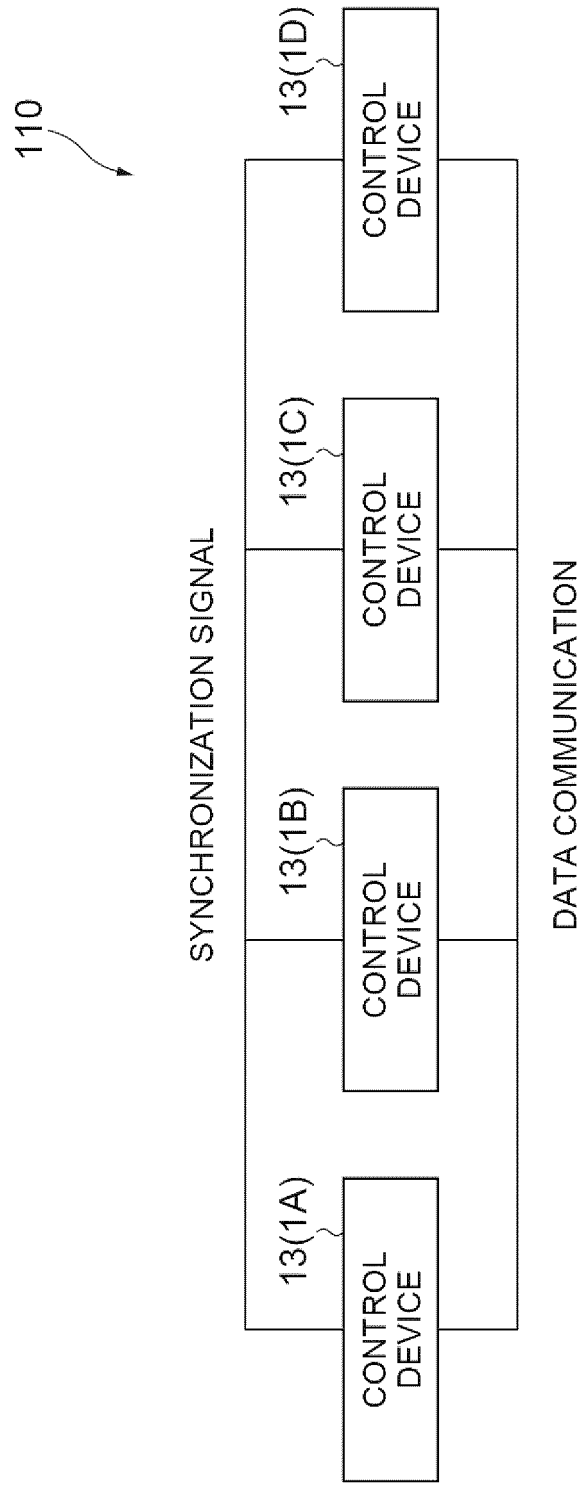 110
SYNCHRONIZATION SIGNAL
13(1A)
CONTROL
DEVICE
13(1B)
CONTROL
DEVICE
13(1C)
CONTROL
DEVICE
13(1D)
CONTROL
DEVICE
DATA COMMUNICATION